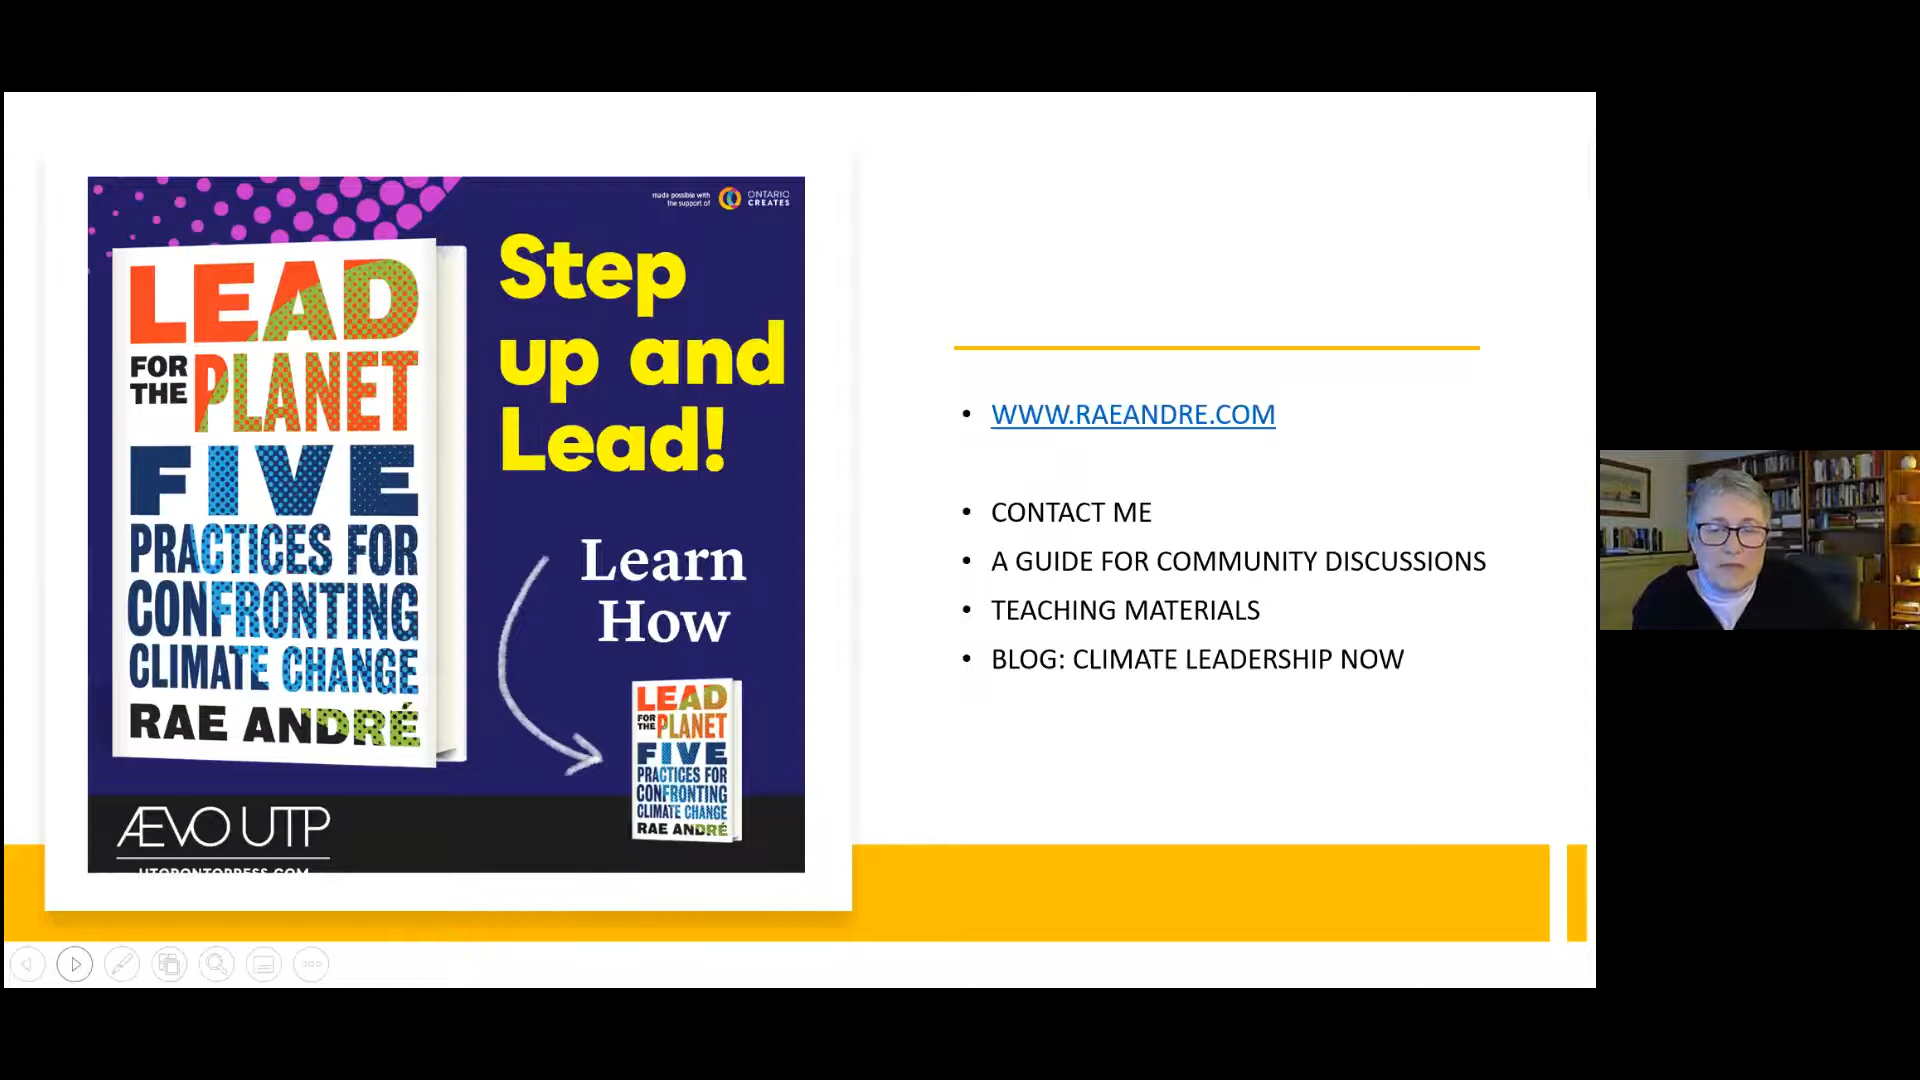 made possible with
the support of
ONTARIO
CREATES
LEAD
FOR THE PLANET
FIVE
PRACTICES FOR
CONFRONTING
CLIMATE CHANGE
RAE ANDRÉ
Step
up and
Lead!
Learn
How
LEAD
FOR THE PLANET
FIVE
PRACTICES FOR
CONFRONTING
CLIMATE CHANGE
RAE ANDRÉ
ÆVO UTP
UTORONTOPRESS.COM
• WWW.RAEANDRE.COM
• CONTACT ME
• A GUIDE FOR COMMUNITY DISCUSSIONS
• TEACHING MATERIALS
• BLOG: CLIMATE LEADERSHIP NOW